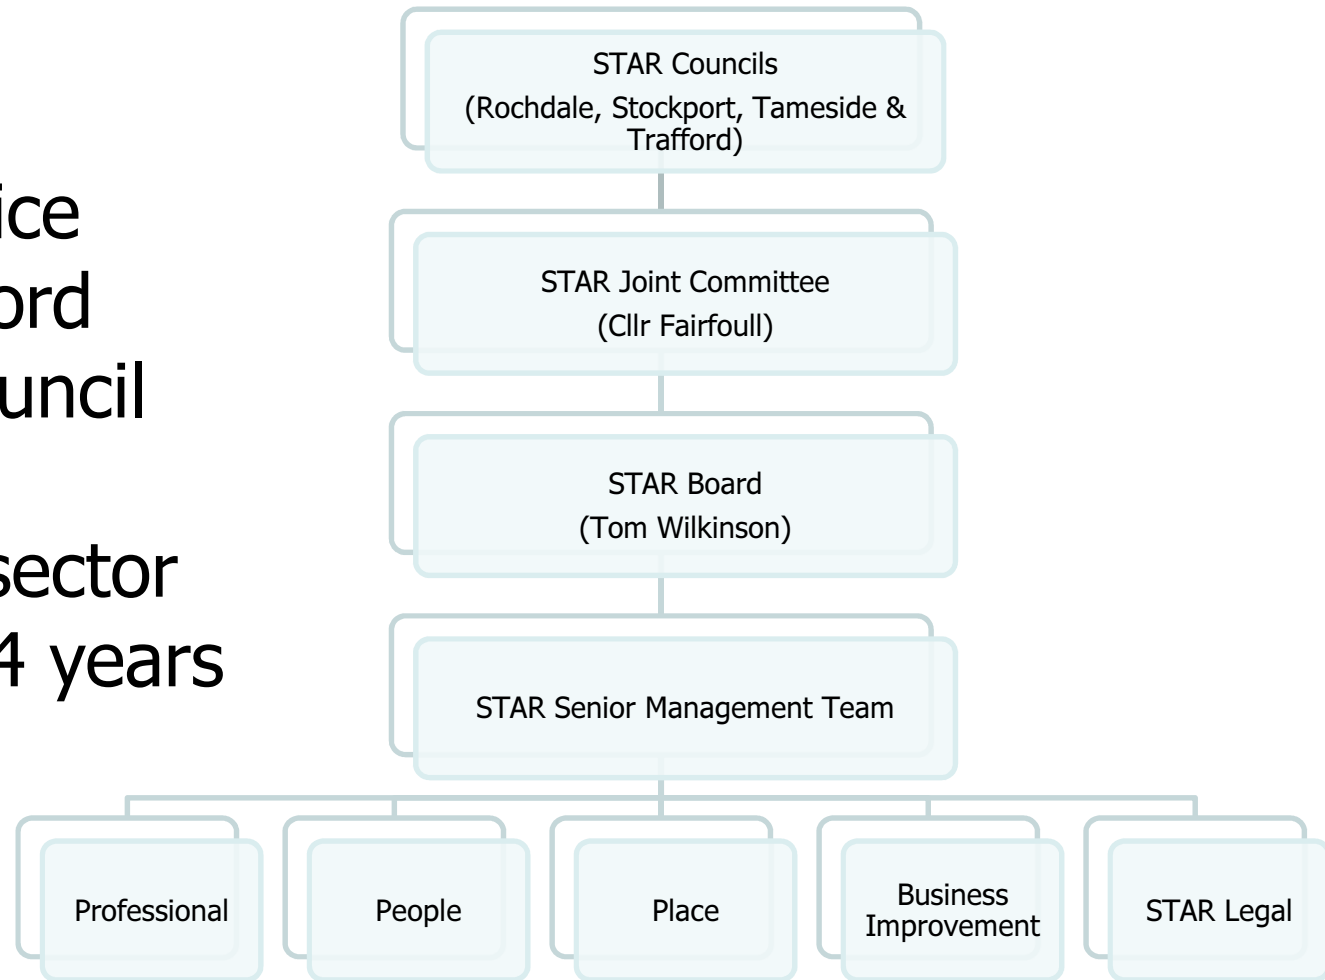 ice
ord
uncil
sector
4 years
STAR Councils
(Rochdale, Stockport, Tameside &
Trafford)
STAR Joint Committee
(Cllr Fairfoull)
STAR Board
(Tom Wilkinson)
STAR Senior Management Team
Professional
People
Place
Business
Improvement
STAR Legal